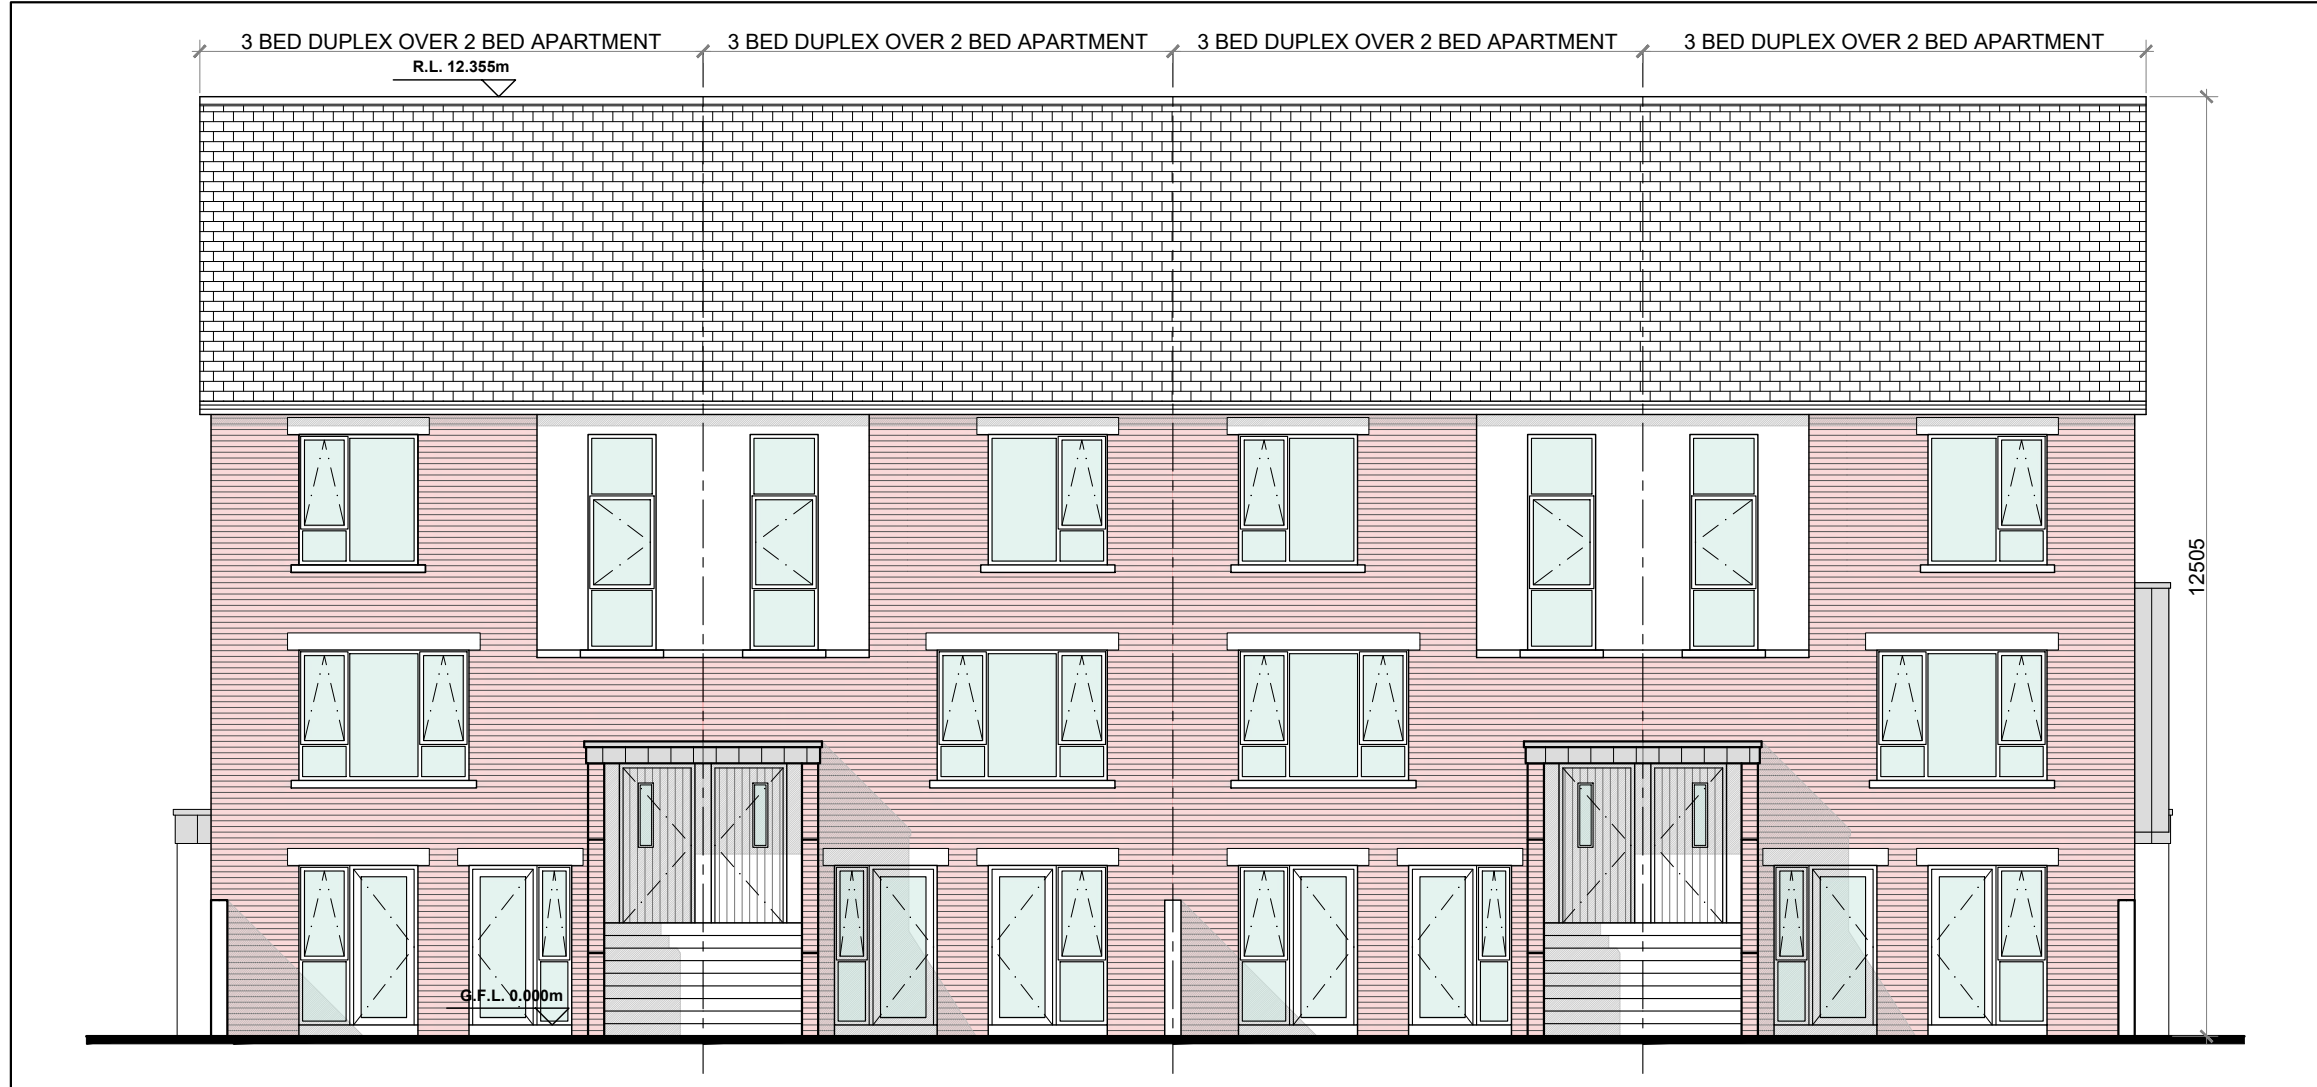 3 BED DUPLEX OVER 2 BED APARTMENT
3 BED DUPLEX OVER 2 BED APARTMENT
3 BED DUPLEX OVER 2 BED APARTMENT
3 BED DUPLEX OVER 2 BED APARTMENT
R.L. 12.355m
12505
G.F.L. 0.000m